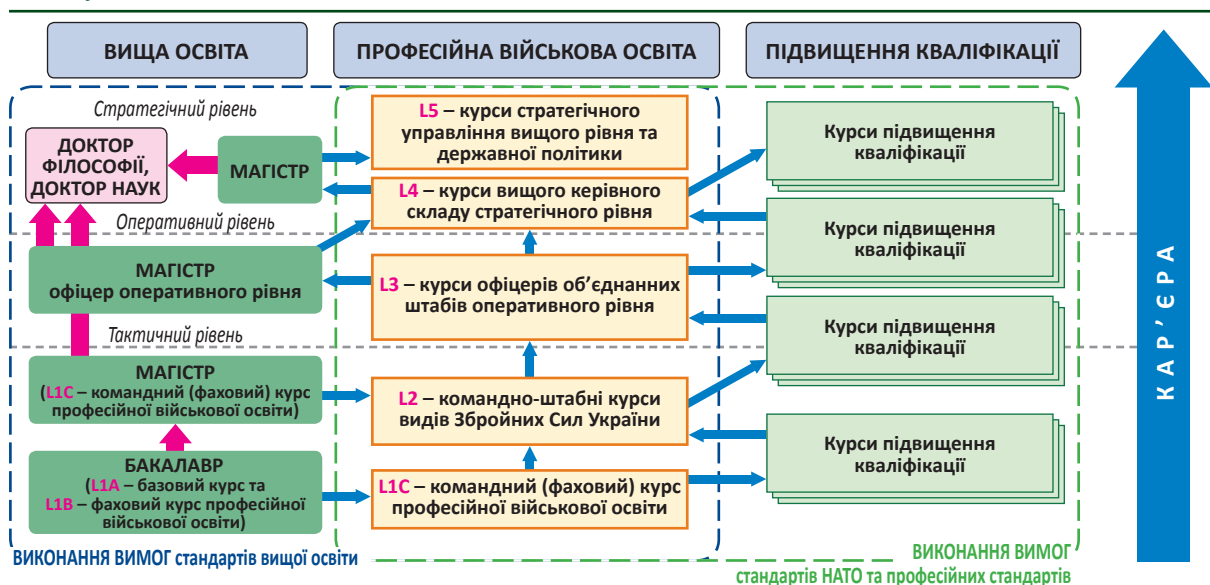 ВИЩА ОСВІТА
ПРОФЕСІЙНА ВІЙСЬКОВА ОСВІТА
ПІДВИЩЕННЯ КВАЛІФІКАЦІЇ
Стратегічний рівень
ДОКТОР
ФІЛОСОФІЇ,
ДОКТОР НАУК
МАГІСТР
L5 – курси стратегічного
управління вищого рівня та
державної політики
Курси підвищення
кваліфікації
L4 – курси вищого керівного
складу стратегічного рівня
Оперативний рівень
Курси підвищення
кваліфікації
МАГІСТР
офіцер оперативного рівня
L3 – курси офіцерів об’єднанних
штабів оперативного рівня
Тактичний рівень
Курси підвищення
кваліфікації
МАГІСТР
(L1C – командний (фаховий) курс
професійної військової освіти)
L2 – командно-штабні курси
видів Збройних Сил України
Курси підвищення
кваліфікації
БАКАЛАВР
(L1A – базовий курс та
L1B – фаховий курс професійної
військової освіти)
L1C – командний (фаховий) курс
професійної військової освіти
КАР’ЄРА
ВИКОНАННЯ ВИМОГ стандартів вищої освіти
ВИКОНАННЯ ВИМОГ
стандартів НАТО та професійних стандартів